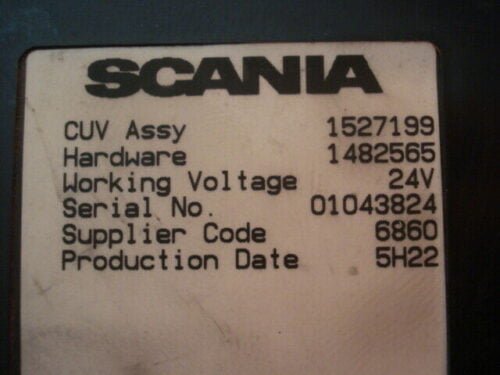 SCANIA
CUV Assy 1527199
Hardware 1482565
Working Voltage 24V
Serial No. 01043824
Supplier Code 6860
Production Date 5H22